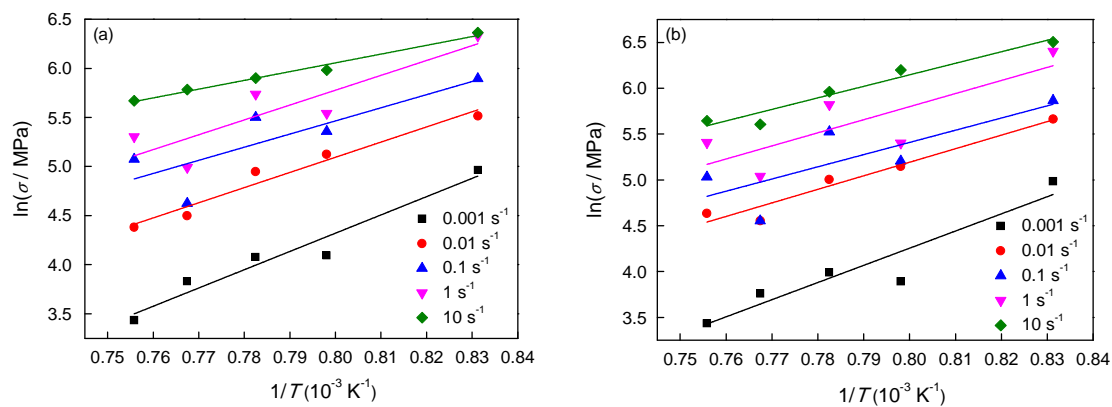 (a)
ln(σ / MPa)
6.5
6.0
5.5
5.0
4.5
4.0
3.5
0.001 s⁻¹
0.01 s⁻¹
0.1 s⁻¹
1 s⁻¹
10 s⁻¹
0.75 0.76 0.77 0.78 0.79 0.80 0.81 0.82 0.83 0.84
1/T (10⁻³ K⁻¹)
(b)
ln(σ / MPa)
6.5
6.0
5.5
5.0
4.5
4.0
3.5
0.001 s⁻¹
0.01 s⁻¹
0.1 s⁻¹
1 s⁻¹
10 s⁻¹
0.75 0.76 0.77 0.78 0.79 0.80 0.81 0.82 0.83 0.84
1/T (10⁻³ K⁻¹)